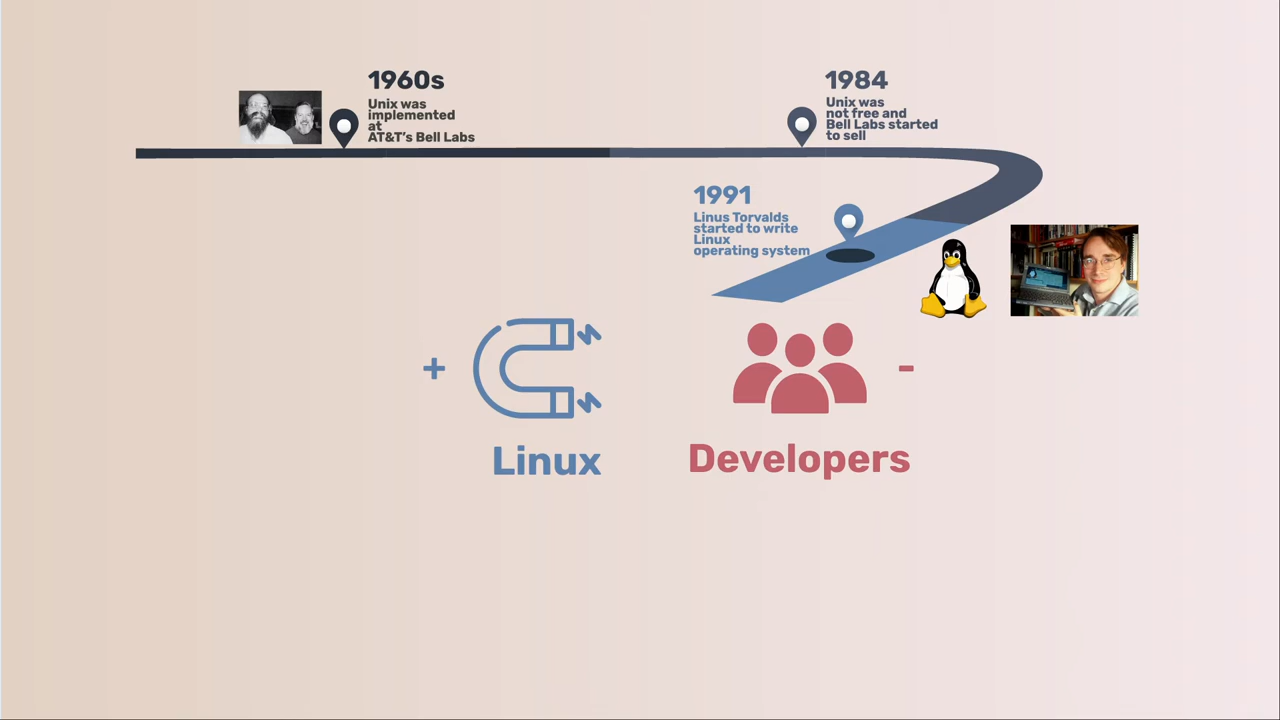 1960s
Unix was
implemented
at
AT&T's Bell Labs
1984
Unix was
not free and
Bell Labs started
to sell
1991
Linus Torvalds
started to write
Linux
operating system
+
-
Linux
Developers